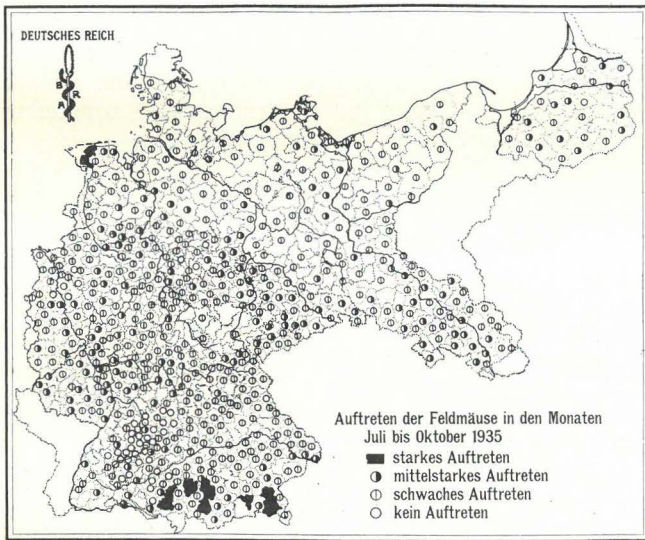 DEUTSCHES REICH
B R
A
Auftreten der Feldmäuse in den Monaten
Juli bis Oktober 1935
starkes Auftreten
mittelstarkes Auftreten
schwaches Auftreten
kein Auftreten